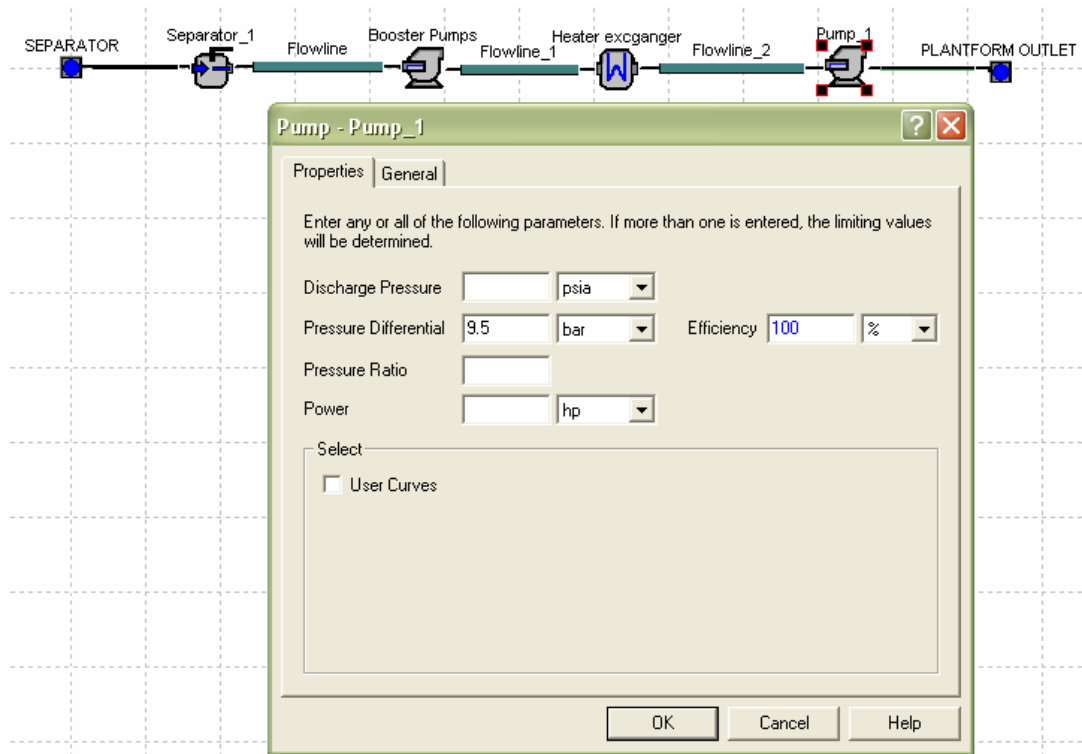 SEPARATOR
Separator_1
Flowline
Booster Pumps
Flowline_1
Heater excganger
Flowline_2
Pump_1
PLANTFORM OUTLET
Pump - Pump_1
Properties
General
Enter any or all of the following parameters. If more than one is entered, the limiting values
will be determined.
Discharge Pressure psia
Pressure Differential 9.5 bar Efficiency 100 %
Pressure Ratio
Power hp
Select
User Curves
OK Cancel Help